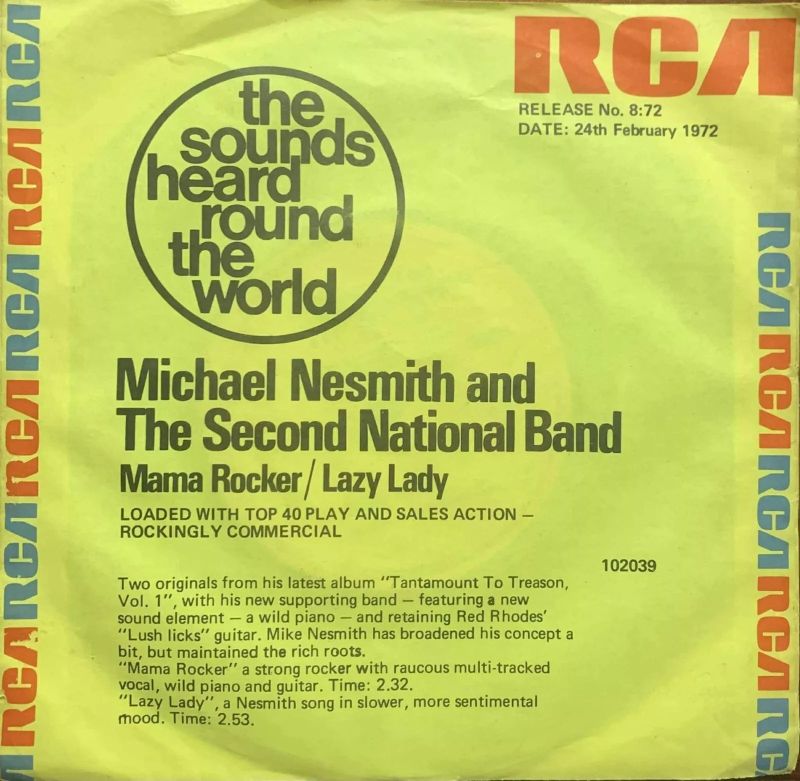 RCA
RELEASE No. 8:72
DATE: 24th February 1972
the
sounds
heard
round
the
world
Michael Nesmith and
The Second National Band
Mama Rocker/Lazy Lady
LOADED WITH TOP 40 PLAY AND SALES ACTION –
ROCKINGLY COMMERCIAL
102039
Two originals from his latest album "Tantamount To Treason,
Vol. 1", with his new supporting band – featuring a new
sound element – a wild piano – and retaining Red Rhodes'
"Lush licks" guitar. Mike Nesmith has broadened his concept a
bit, but maintained the rich roots.
"Mama Rocker" a strong rocker with raucous multi-tracked
vocal, wild piano and guitar. Time: 2.32.
"Lazy Lady", a Nesmith song in slower, more sentimental
mood. Time: 2.53.
RCA RCA RCA RCA RCA RCA
RCA RCA RCA RCA RCA